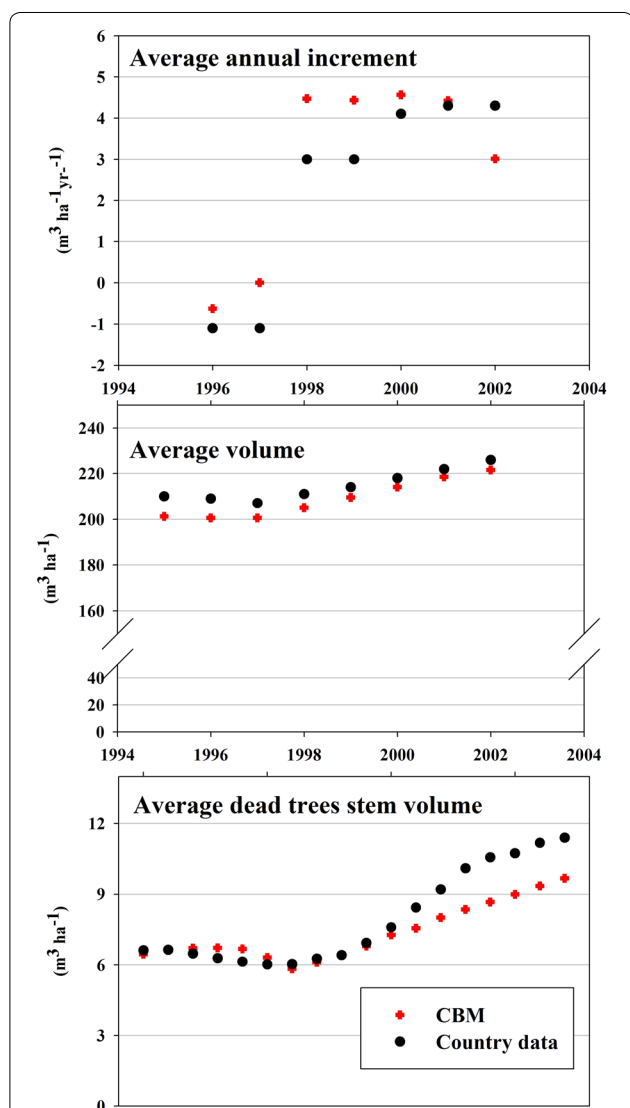 6
Average annual increment
5
4
3
2
1
0
-1
-2
(m³ ha⁻¹yr-⁻¹)
1994 1996 1998 2000 2002 2004
240
Average volume
220
200
180
160
40
20
0
(m³ ha⁻¹)
1994 1996 1998 2000 2002 2004
Average dead trees stem volume
12
9
6
3
0
(m³ ha⁻¹)
CBM
Country data